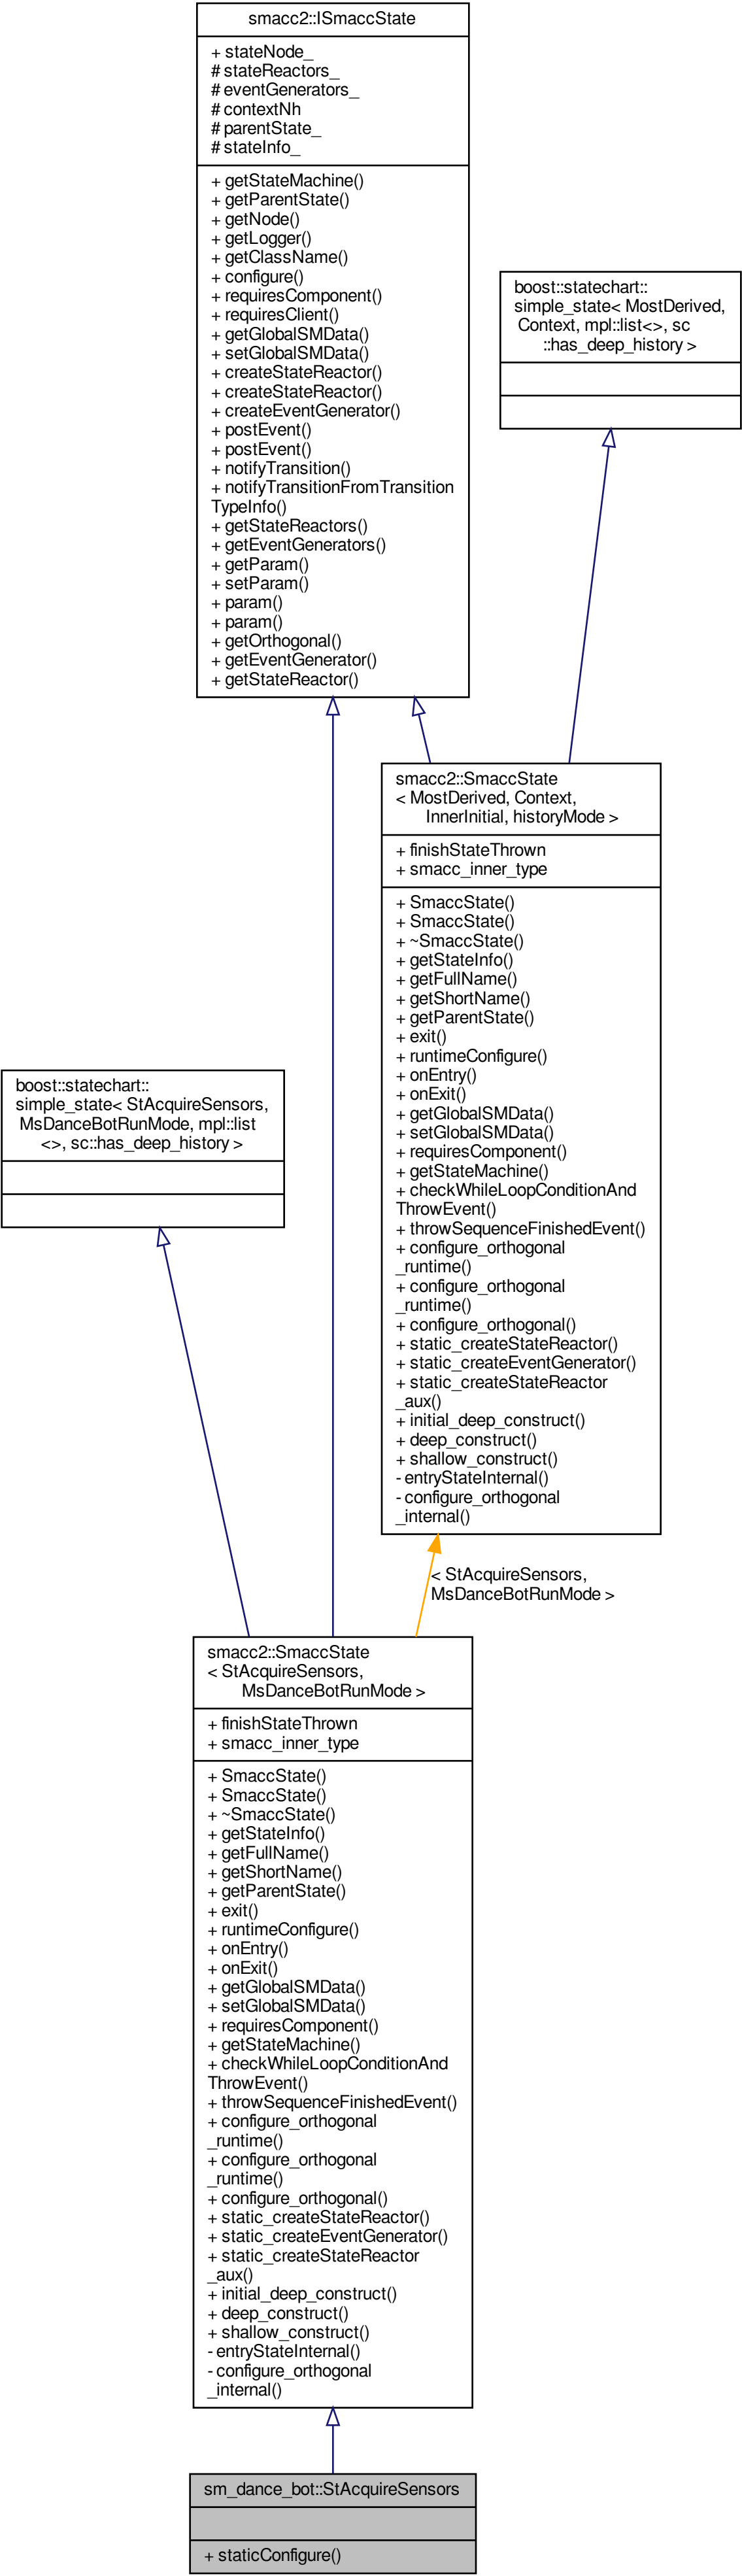 smacc2::ISmaccState
+ stateNode_
# stateReactors_
# eventGenerators_
# contextNh
# parentState_
# stateInfo_
+ getStateMachine()
+ getParentState()
+ getNode()
+ getLogger()
+ getClassName()
+ configure()
+ requiresComponent()
+ requiresClient()
+ getGlobalSMData()
+ setGlobalSMData()
+ createStateReactor()
+ createStateReactor()
+ createEventGenerator()
+ postEvent()
+ postEvent()
+ notifyTransition()
+ notifyTransitionFromTransition
TypeInfo()
+ getStateReactors()
+ getEventGenerators()
+ getParam()
+ setParam()
+ param()
+ param()
+ getOrthogonal()
+ getEventGenerator()
+ getStateReactor()
boost::statechart::
simple_state< MostDerived,
Context, mpl::list<>, sc
::has_deep_history >
smacc2::SmaccState
< MostDerived, Context,
InnerInitial, historyMode >
+ finishStateThrown
+ smacc_inner_type
+ SmaccState()
+ SmaccState()
+ ~SmaccState()
+ getStateInfo()
+ getFullName()
+ getShortName()
+ getParentState()
+ exit()
+ runtimeConfigure()
+ onEntry()
+ onExit()
+ getGlobalSMData()
+ setGlobalSMData()
+ requiresComponent()
+ getStateMachine()
+ checkWhileLoopConditionAnd
ThrowEvent()
+ throwSequenceFinishedEvent()
+ configure_orthogonal
_runtime()
+ configure_orthogonal
_runtime()
+ configure_orthogonal()
+ static_createStateReactor()
+ static_createEventGenerator()
+ static_createStateReactor
_aux()
+ initial_deep_construct()
+ deep_construct()
+ shallow_construct()
- entryStateInternal()
- configure_orthogonal
_internal()
boost::statechart::
simple_state< StAcquireSensors,
MsDanceBotRunMode, mpl::list
<>, sc::has_deep_history >
< StAcquireSensors,
MsDanceBotRunMode >
smacc2::SmaccState
< StAcquireSensors,
MsDanceBotRunMode >
+ finishStateThrown
+ smacc_inner_type
+ SmaccState()
+ SmaccState()
+ ~SmaccState()
+ getStateInfo()
+ getFullName()
+ getShortName()
+ getParentState()
+ exit()
+ runtimeConfigure()
+ onEntry()
+ onExit()
+ getGlobalSMData()
+ setGlobalSMData()
+ requiresComponent()
+ getStateMachine()
+ checkWhileLoopConditionAnd
ThrowEvent()
+ throwSequenceFinishedEvent()
+ configure_orthogonal
_runtime()
+ configure_orthogonal
_runtime()
+ configure_orthogonal()
+ static_createStateReactor()
+ static_createEventGenerator()
+ static_createStateReactor
_aux()
+ initial_deep_construct()
+ deep_construct()
+ shallow_construct()
- entryStateInternal()
- configure_orthogonal
_internal()
sm_dance_bot::StAcquireSensors
+ staticConfigure()